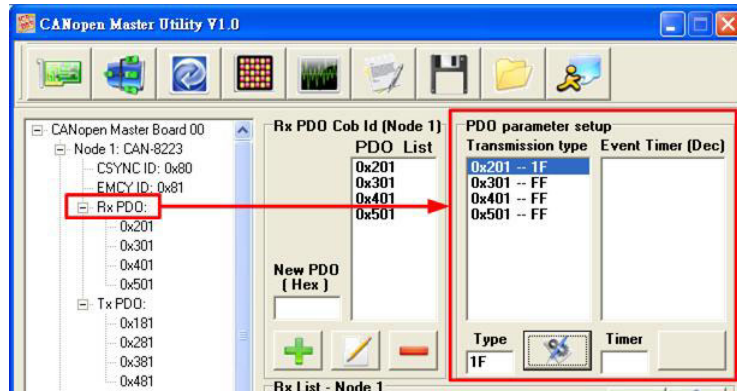 CANopen Master Utility V1.0
CANopen Master Board 00
Node 1: CAN-8223
CSYNC ID: 0x80
EMCY ID: 0x81
Rx PDO:
0x201
0x301
0x401
0x501
Tx PDO:
0x181
0x281
0x381
0x481
Rx PDO Cob Id (Node 1)
PDO List
0x201
0x301
0x401
0x501
New PDO
( Hex )
PDO parameter setup
Transmission type Event Timer (Dec)
0x201 -- 1F
0x301 -- FF
0x401 -- FF
0x501 -- FF
Type Timer
1F
Rx List - Node 1